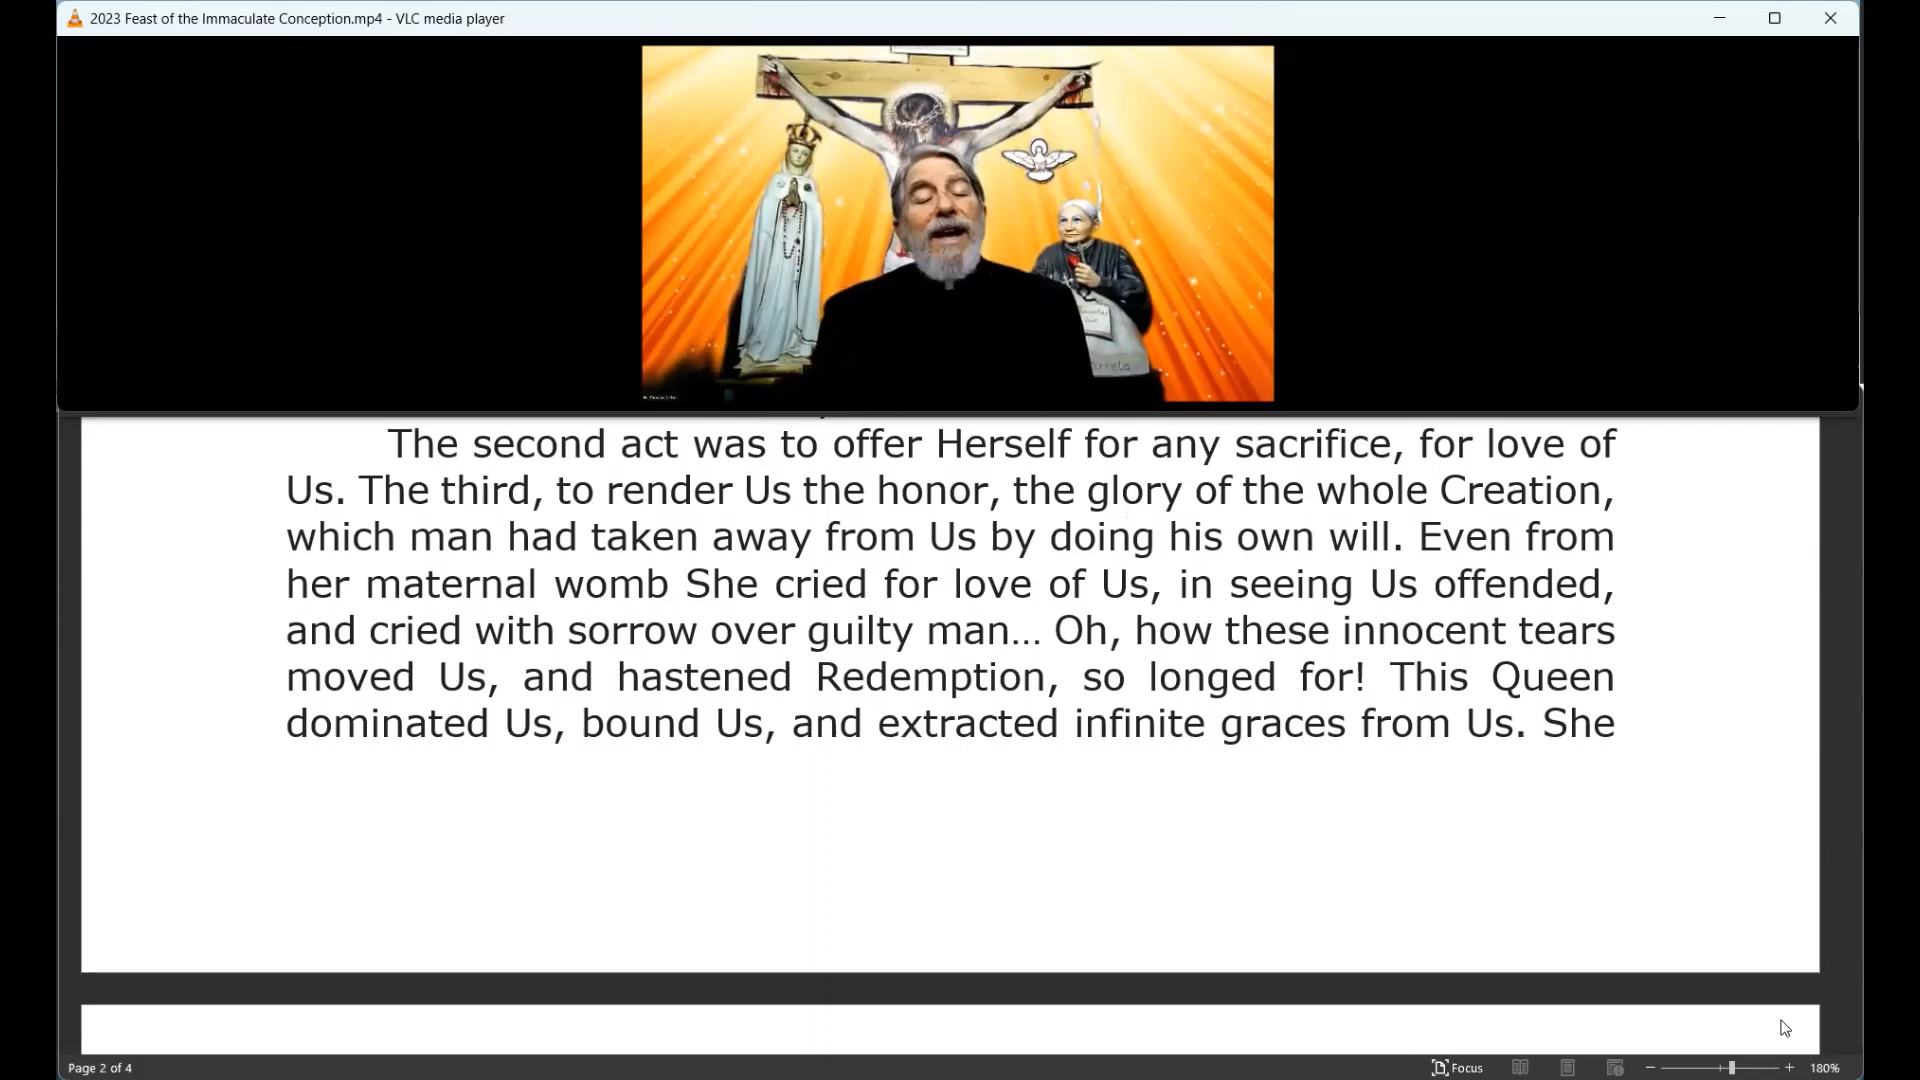 2023 Feast of the Immaculate Conception.mp4 - VLC media player
The second act was to offer Herself for any sacrifice, for love of
Us. The third, to render Us the honor, the glory of the whole Creation,
which man had taken away from Us by doing his own will. Even from
her maternal womb She cried for love of Us, in seeing Us offended,
and cried with sorrow over guilty man... Oh, how these innocent tears
moved Us, and hastened Redemption, so longed for! This Queen
dominated Us, bound Us, and extracted infinite graces from Us. She
Page 2 of 4
Focus
180%